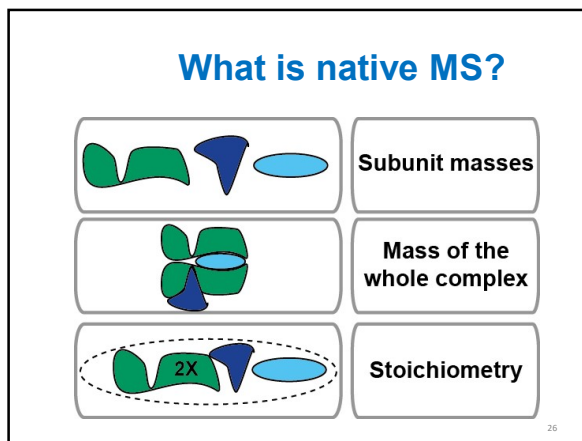 What is native MS?
Subunit masses
Mass of the
whole complex
2X
Stoichiometry
26